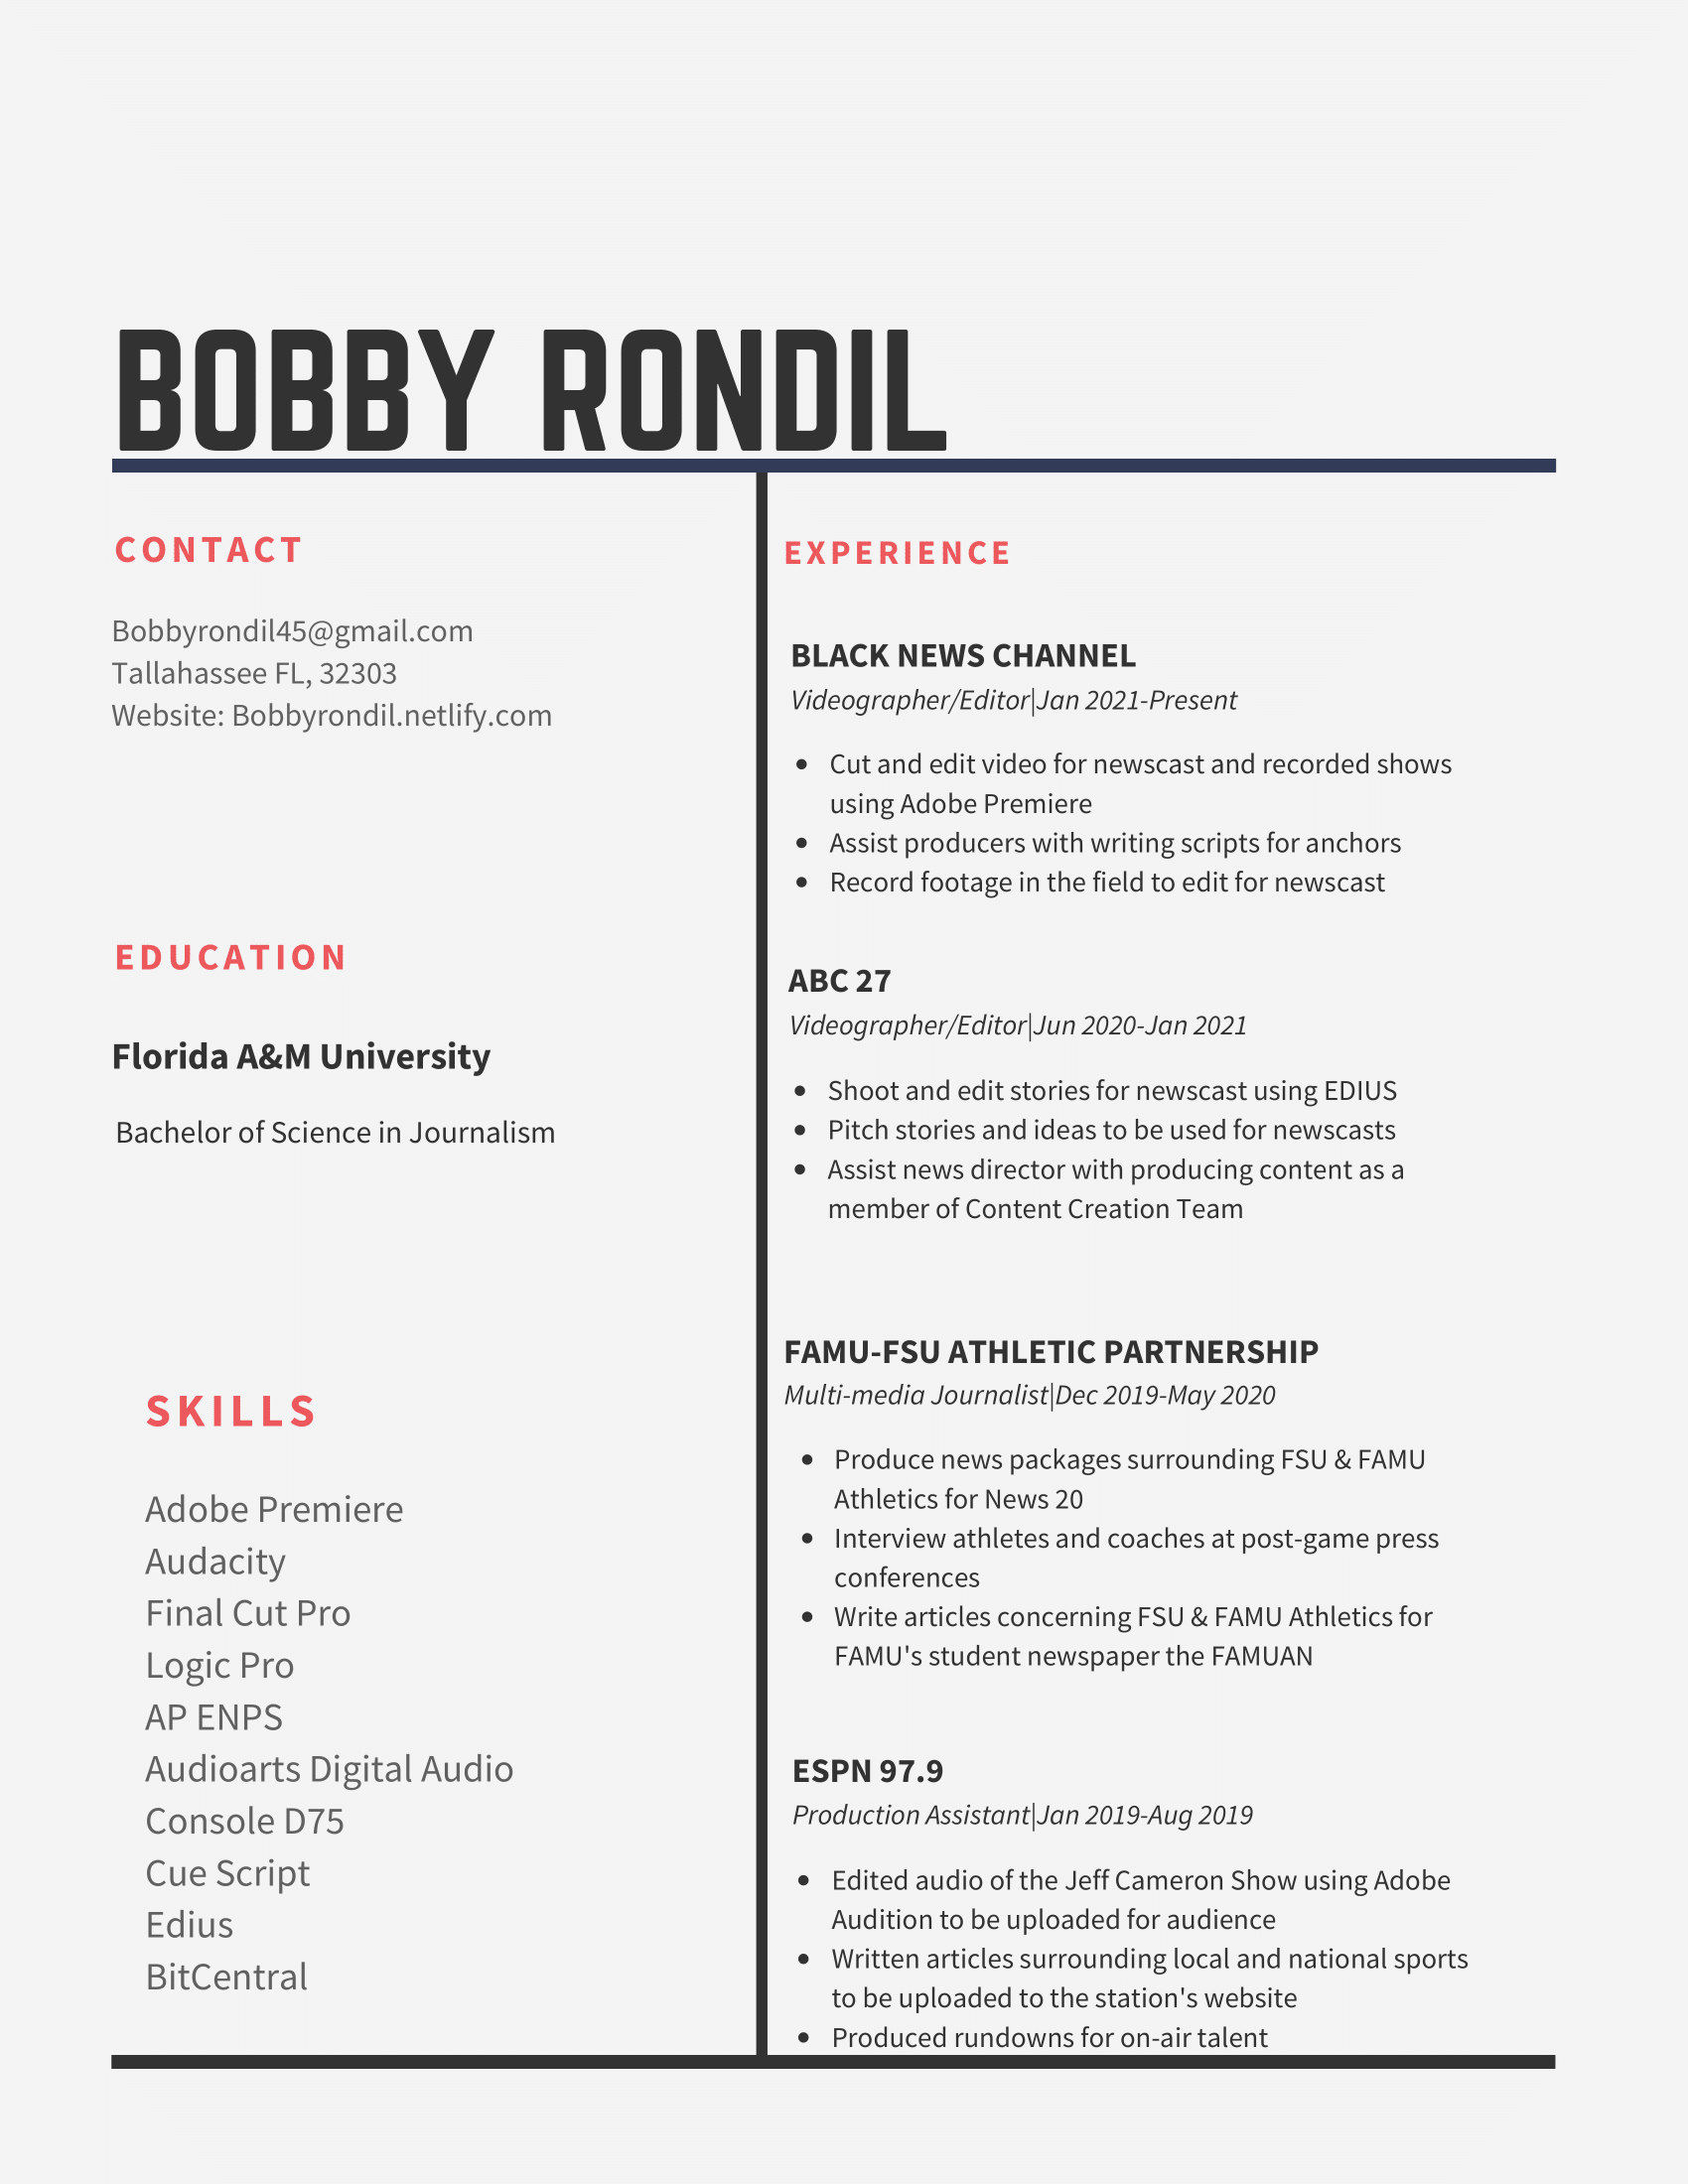 BOBBY RONDIL
CONTACT
Bobbyrondil45@gmail.com
Tallahassee FL, 32303
Website: Bobbyrondil.netlify.com
EDUCATION
Florida A&M University
Bachelor of Science in Journalism
SKILLS
Adobe Premiere
Audacity
Final Cut Pro
Logic Pro
AP ENPS
Audioarts Digital Audio
Console D75
Cue Script
Edius
BitCentral
EXPERIENCE
BLACK NEWS CHANNEL
Videographer/Editor|Jan 2021-Present
• Cut and edit video for newscast and recorded shows
using Adobe Premiere
• Assist producers with writing scripts for anchors
• Record footage in the field to edit for newscast
ABC 27
Videographer/Editor|Jun 2020-Jan 2021
• Shoot and edit stories for newscast using EDIUS
• Pitch stories and ideas to be used for newscasts
• Assist news director with producing content as a
member of Content Creation Team
FAMU-FSU ATHLETIC PARTNERSHIP
Multi-media Journalist|Dec 2019-May 2020
• Produce news packages surrounding FSU & FAMU
Athletics for News 20
• Interview athletes and coaches at post-game press
conferences
• Write articles concerning FSU & FAMU Athletics for
FAMU's student newspaper the FAMUAN
ESPN 97.9
Production Assistant|Jan 2019-Aug 2019
• Edited audio of the Jeff Cameron Show using Adobe
Audition to be uploaded for audience
• Written articles surrounding local and national sports
to be uploaded to the station's website
• Produced rundowns for on-air talent